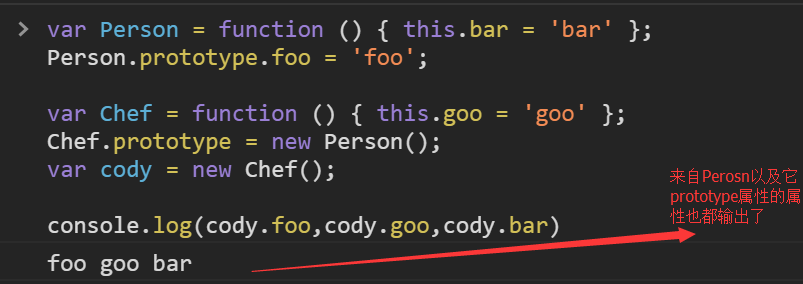 > var Person = function () { this.bar = 'bar' };
Person.prototype.foo = 'foo';
var Chef = function () { this.goo = 'goo' };
Chef.prototype = new Person();
var cody = new Chef();
来自Perosn以及它
prototype属性的属
性也都输出了
console.log(cody.foo,cody.goo,cody.bar)
foo goo bar